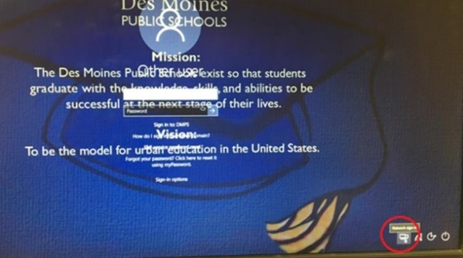 Des Moines
PUBLIC SCHOOLS
Mission:
Other user
The Des Moines Public Schools exist so that students
graduate with the knowledge, skills, and abilities to be
successful at the next stage of their lives.
Password
Sign in to: DMPS
How do I sign in to another domain?
Vision:
To be the model for urban education in the United States.
Forgot your password? Click here to reset it
using myPassword.
Sign-in options